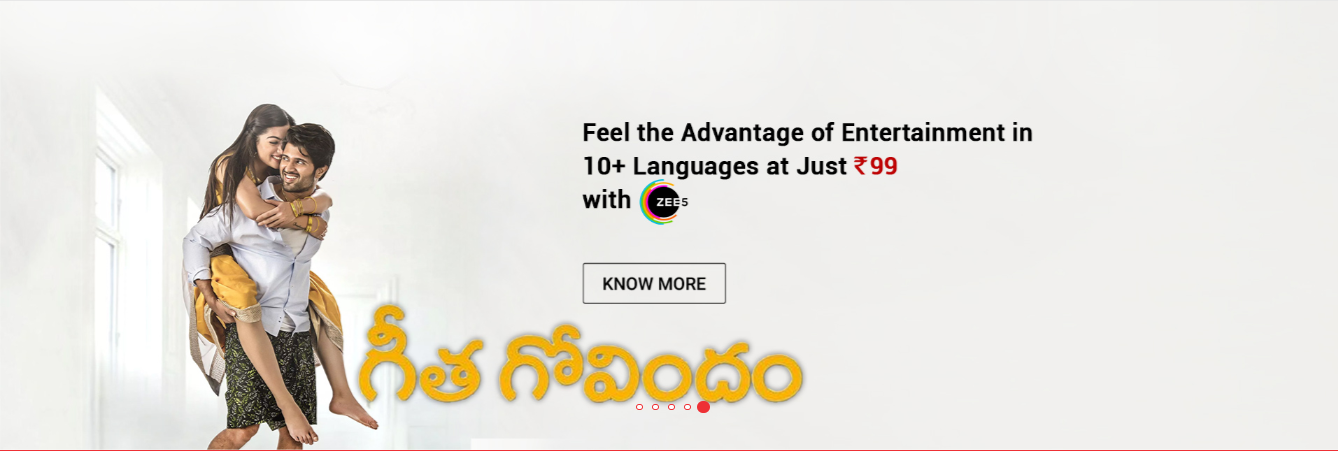 Feel the Advantage of Entertainment in
10+ Languages at Just ₹99
with ZEE5
KNOW MORE
గీత గోవిందం